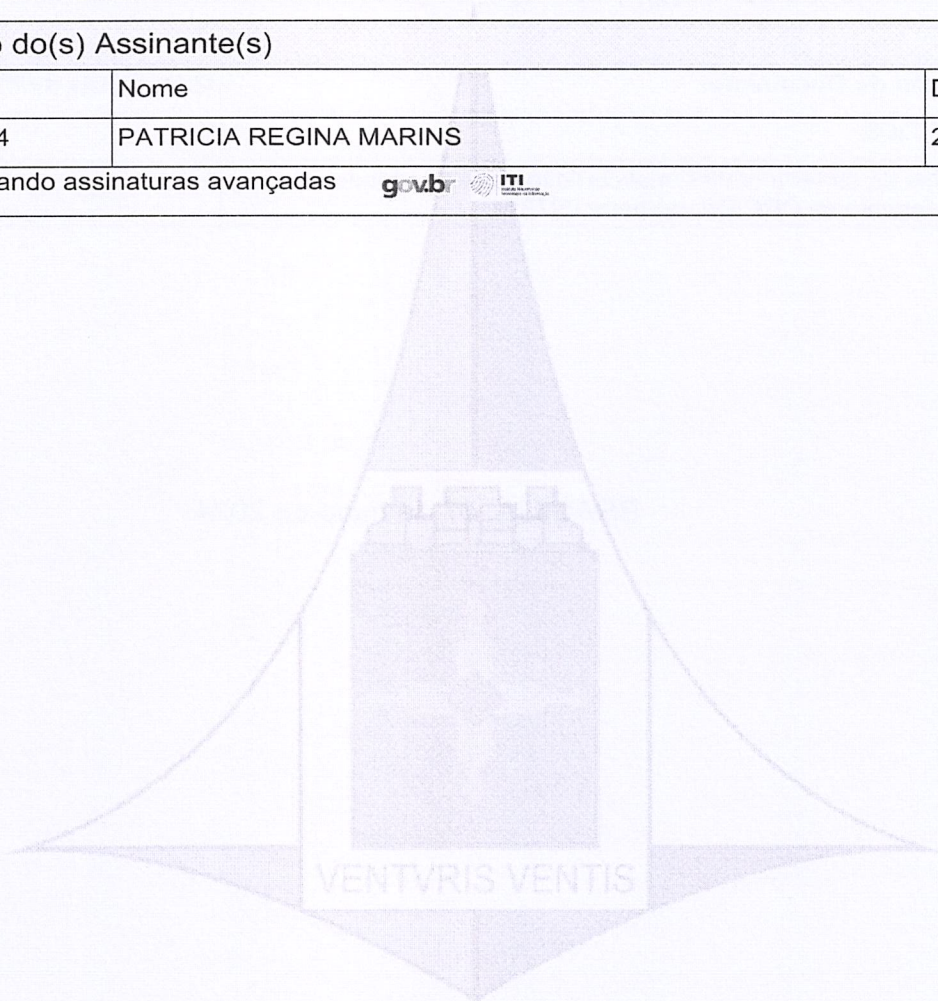 do(s) Assinante(s)
Nome
4 PATRICIA REGINA MARINS 2
ando assinaturas avançadas gov.br ITI
VENTVRIS VENTIS